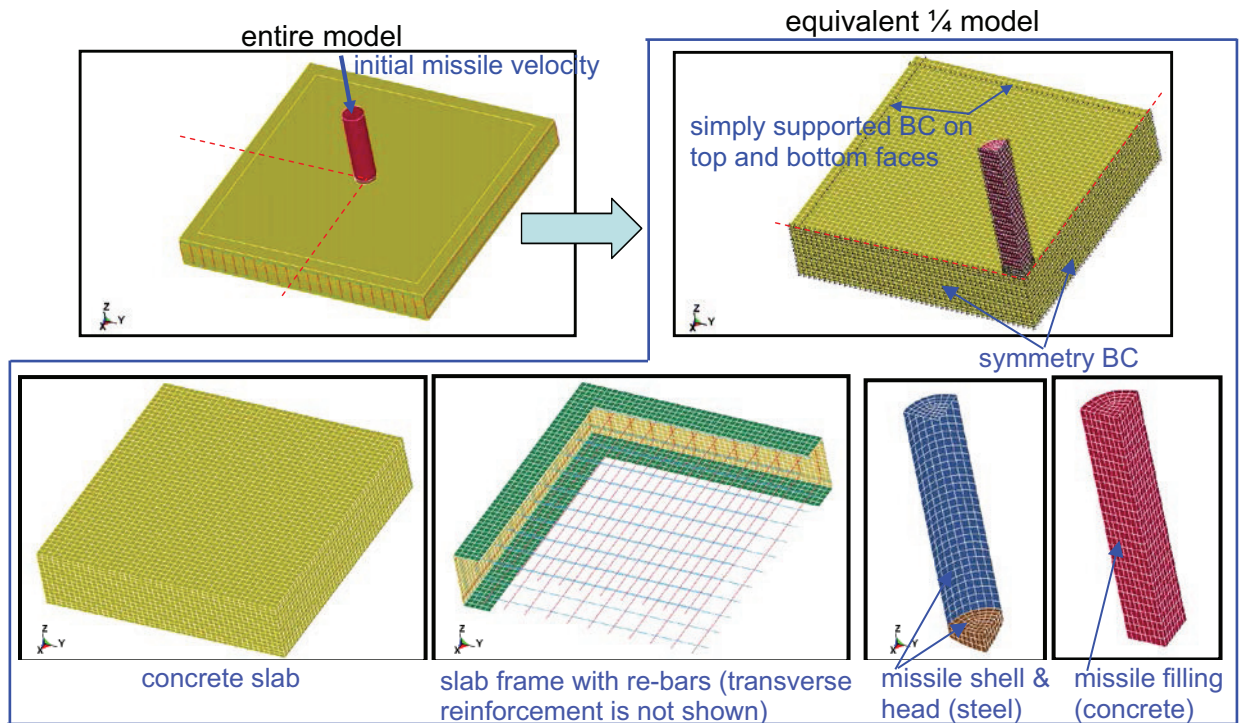 entire model
equivalent ¼ model
initial missile velocity
Z
X
Y
simply supported BC on
top and bottom faces
Z
X
Y
symmetry BC
Z
X
Y
Z
X
Y
Z
X
Y
Z
X
Y
concrete slab
slab frame with re-bars (transverse
reinforcement is not shown)
missile shell &
head (steel)
missile filling
(concrete)